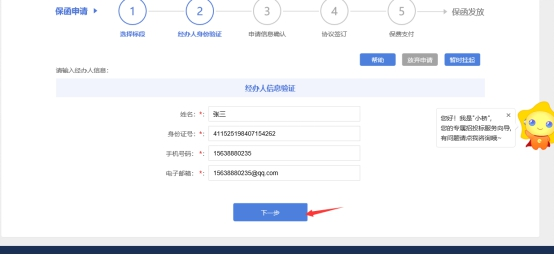 保函申请 1 2 3 4 5 保函发放
选择标段 经办人身份验证 申请信息确认 协议签订 保费支付
帮助 放弃申请 暂时挂起
请输入经办人信息：
经办人信息验证
姓名：*: 张三
身份证号：*: 411525198407154262
手机号码：*: 15638880235
电子邮箱：*: 15638880235@qq.com
您好！我是"小桥"，
您的专属招投标服务向导，
有问题请点我咨询哦~
×
下一步